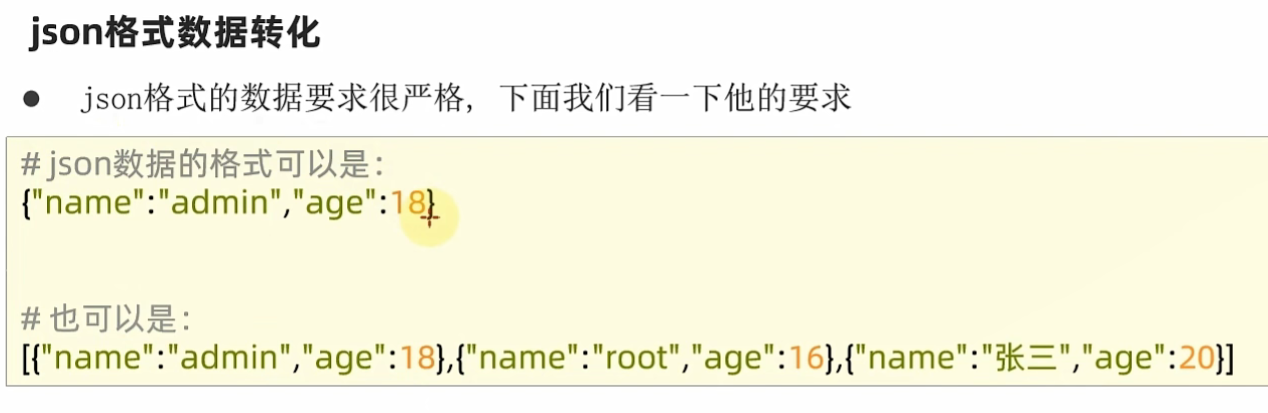 json格式数据转化
● json格式的数据要求很严格，下面我们看一下他的要求
# json数据的格式可以是：
{"name":"admin","age":18}
# 也可以是：
[{"name":"admin","age":18},{"name":"root","age":16},{"name":"张三","age":20}]